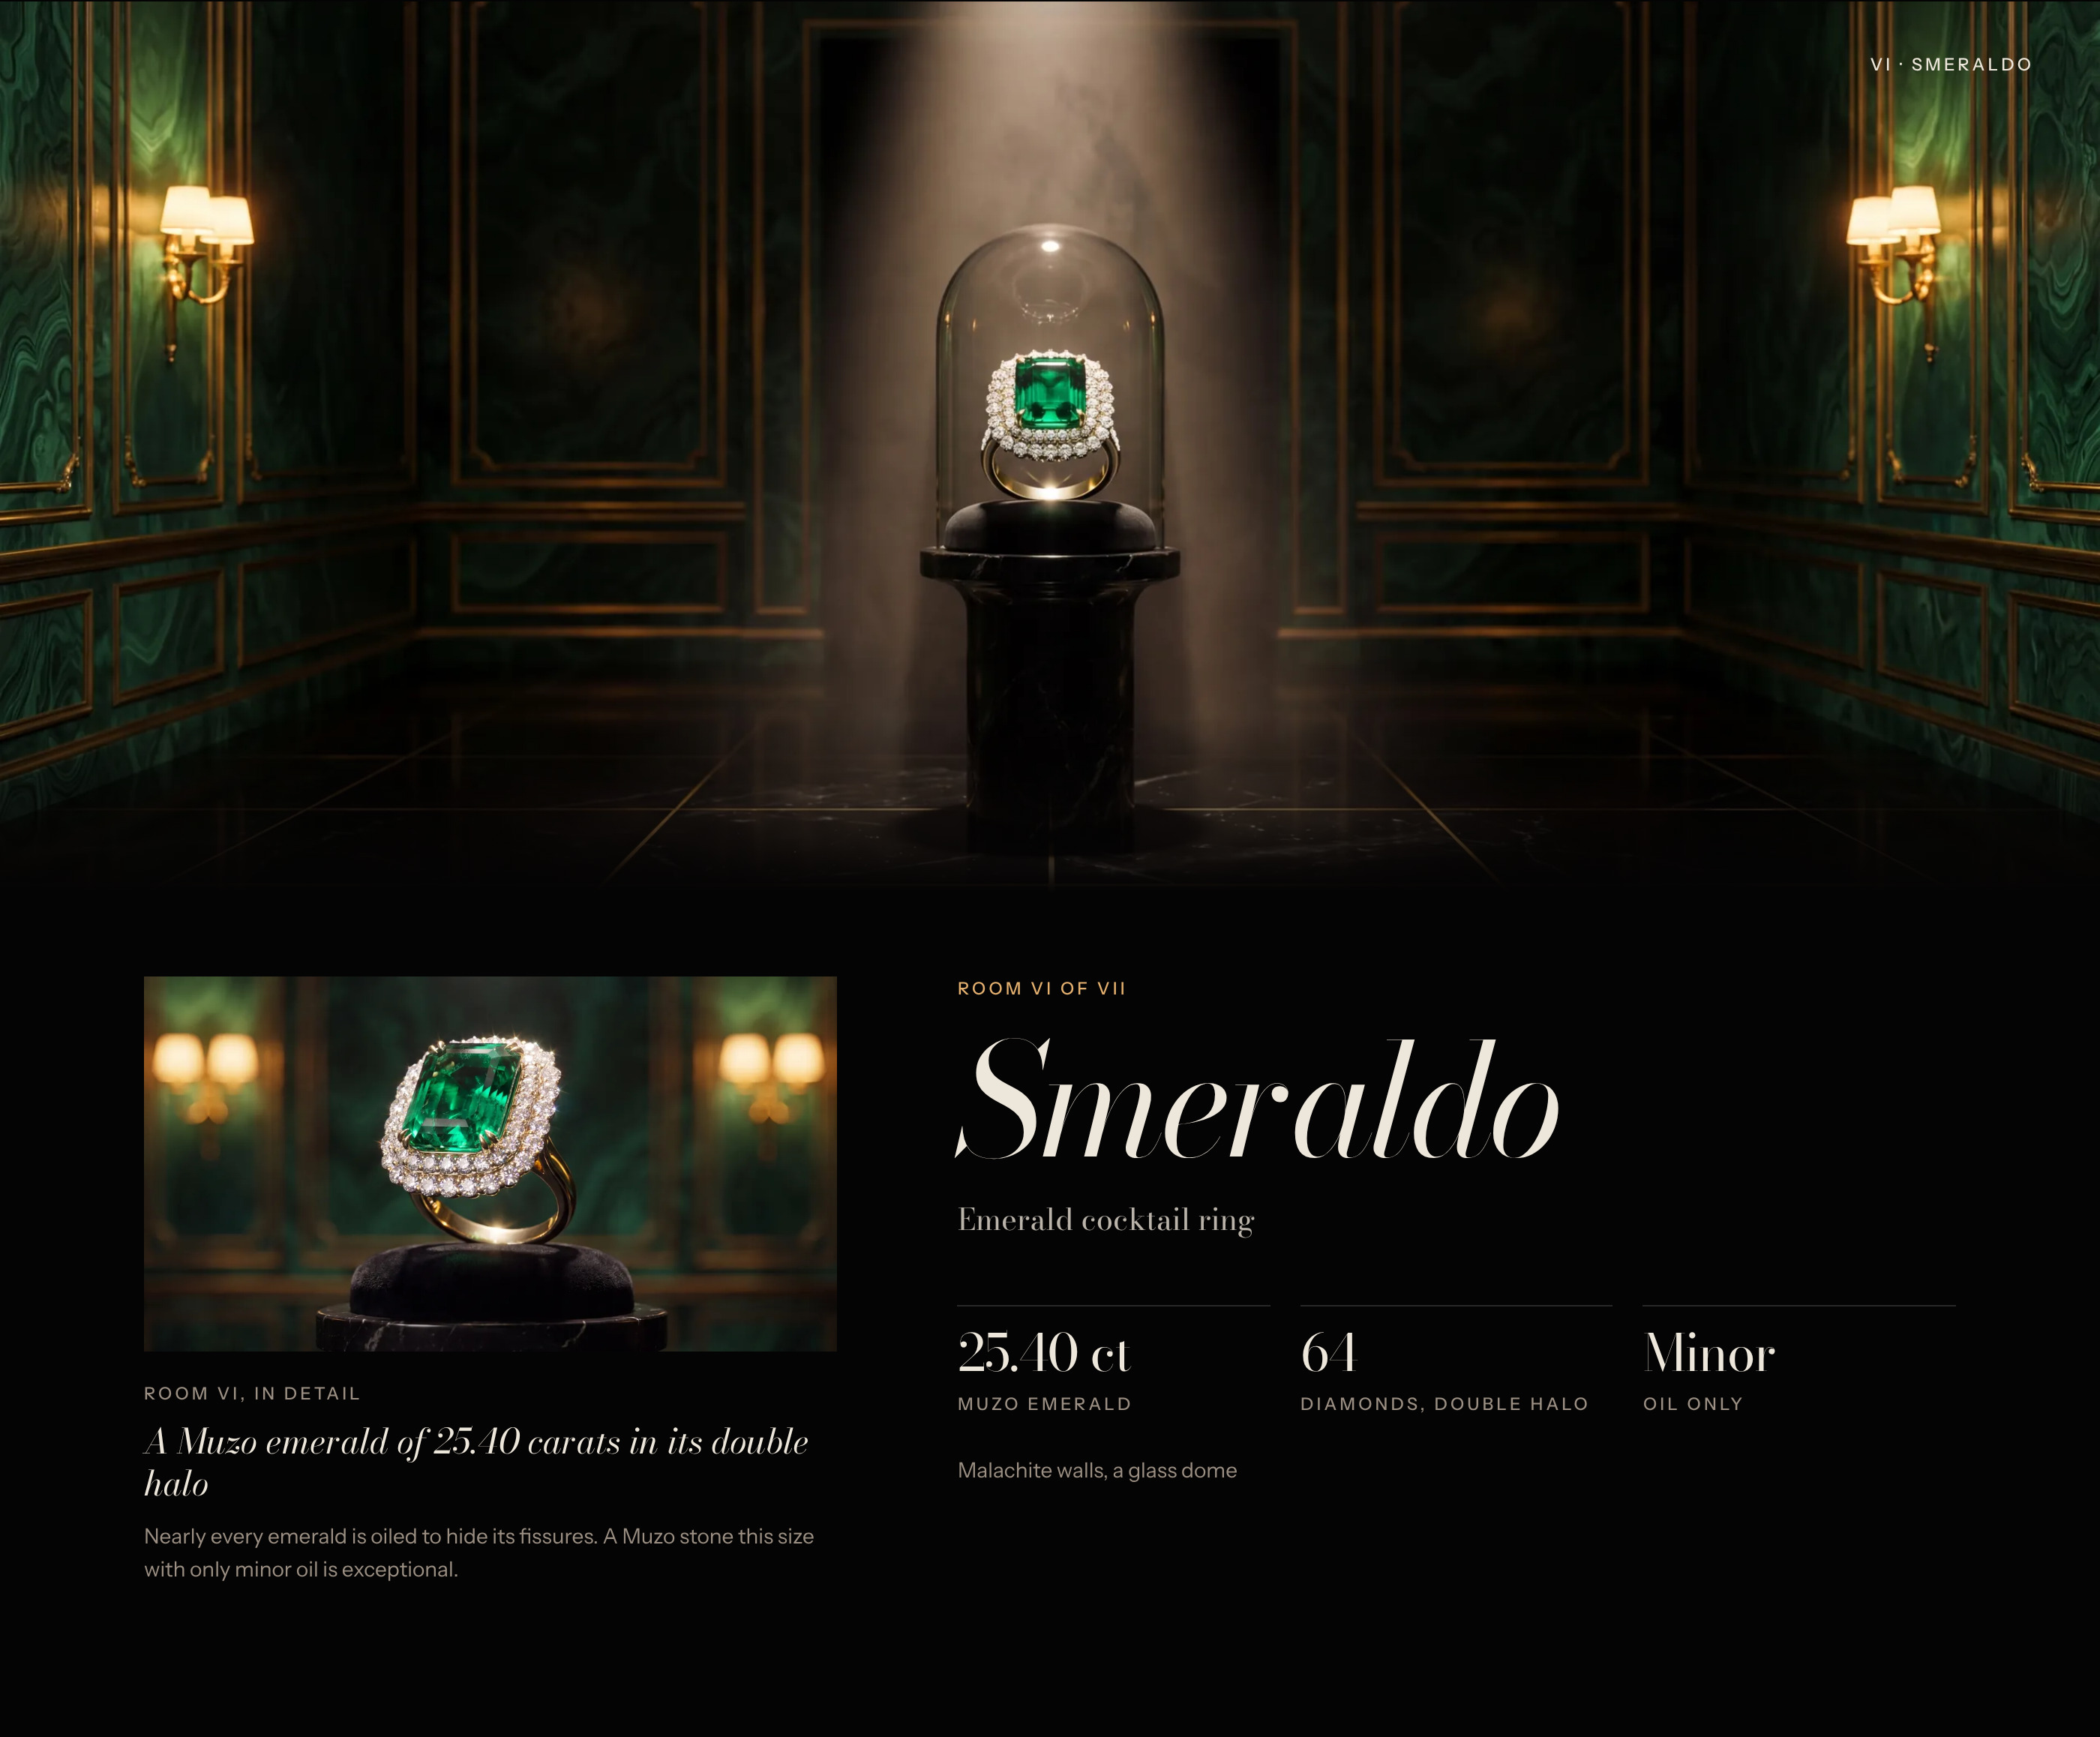 VI · SMERALDO
ROOM VI OF VII
Smeraldo
Emerald cocktail ring
25.40 ct
MUZO EMERALD
64
DIAMONDS, DOUBLE HALO
Minor
OIL ONLY
Malachite walls, a glass dome
ROOM VI, IN DETAIL
A Muzo emerald of 25.40 carats in its double
halo
Nearly every emerald is oiled to hide its fissures. A Muzo stone this size
with only minor oil is exceptional.